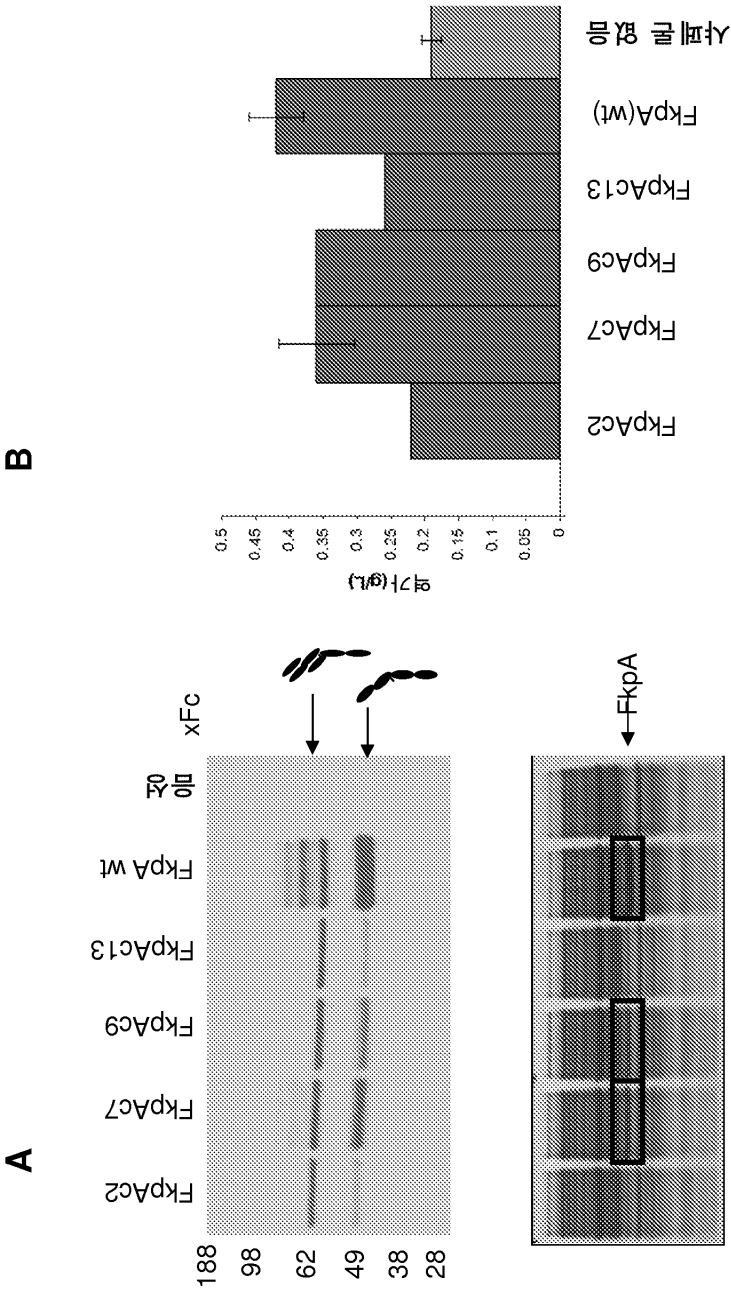 A
FkpAc2
FkpAc7
FkpAc9
FkpAc13
FkpA wt
음성
xFc
188
98
62
49
38
28
FkpA
B
역가(g/L)
0.5
0.45
0.4
0.35
0.3
0.25
0.2
0.15
0.1
0.05
0
FkpAc2
FkpAc7
FkpAc9
FkpAc13
FkpA(wt)
샤페론 없음